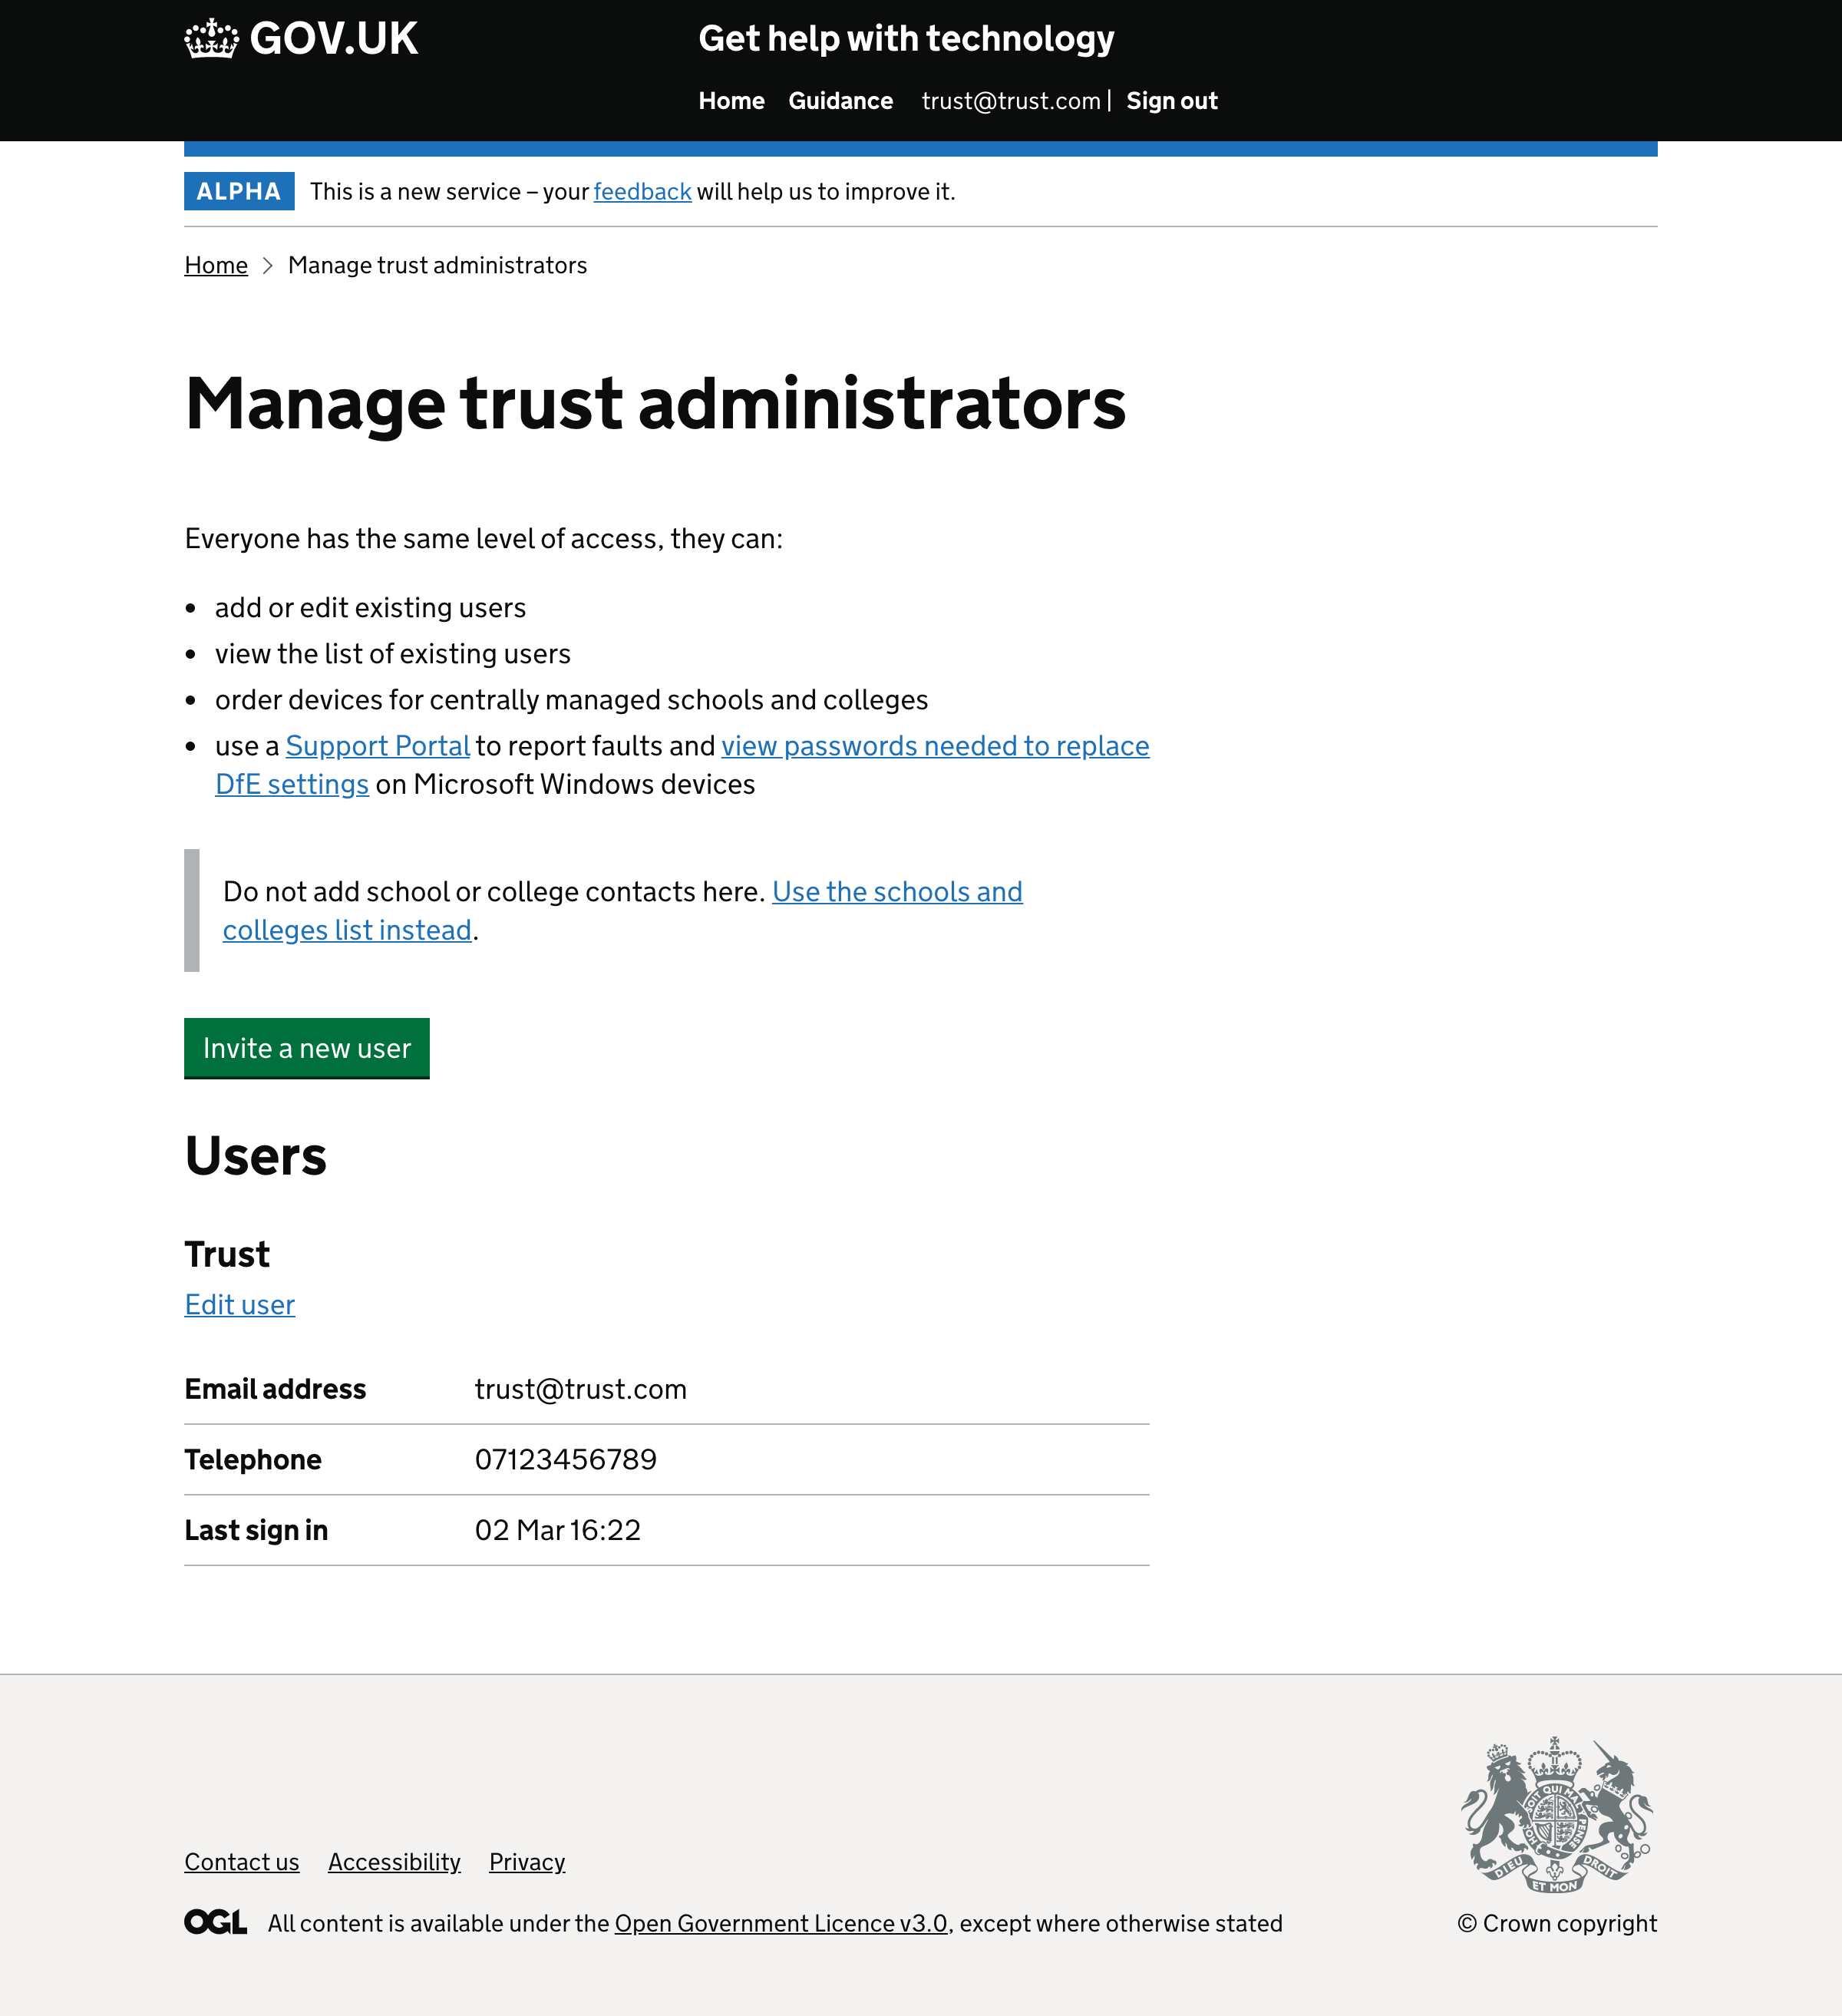 GOV.UK
Get help with technology
Home Guidance trust@trust.com | Sign out
ALPHA This is a new service – your feedback will help us to improve it.
Home > Manage trust administrators
Manage trust administrators
Everyone has the same level of access, they can:
• add or edit existing users
• view the list of existing users
• order devices for centrally managed schools and colleges
• use a Support Portal to report faults and view passwords needed to replace
DfE settings on Microsoft Windows devices
Do not add school or college contacts here. Use the schools and
colleges list instead.
Invite a new user
Users
Trust
Edit user
Email address trust@trust.com
Telephone 07123456789
Last sign in 02 Mar 16:22
Contact us Accessibility Privacy
OGL All content is available under the Open Government Licence v3.0, except where otherwise stated
DIEU ET MON DROIT
© Crown copyright